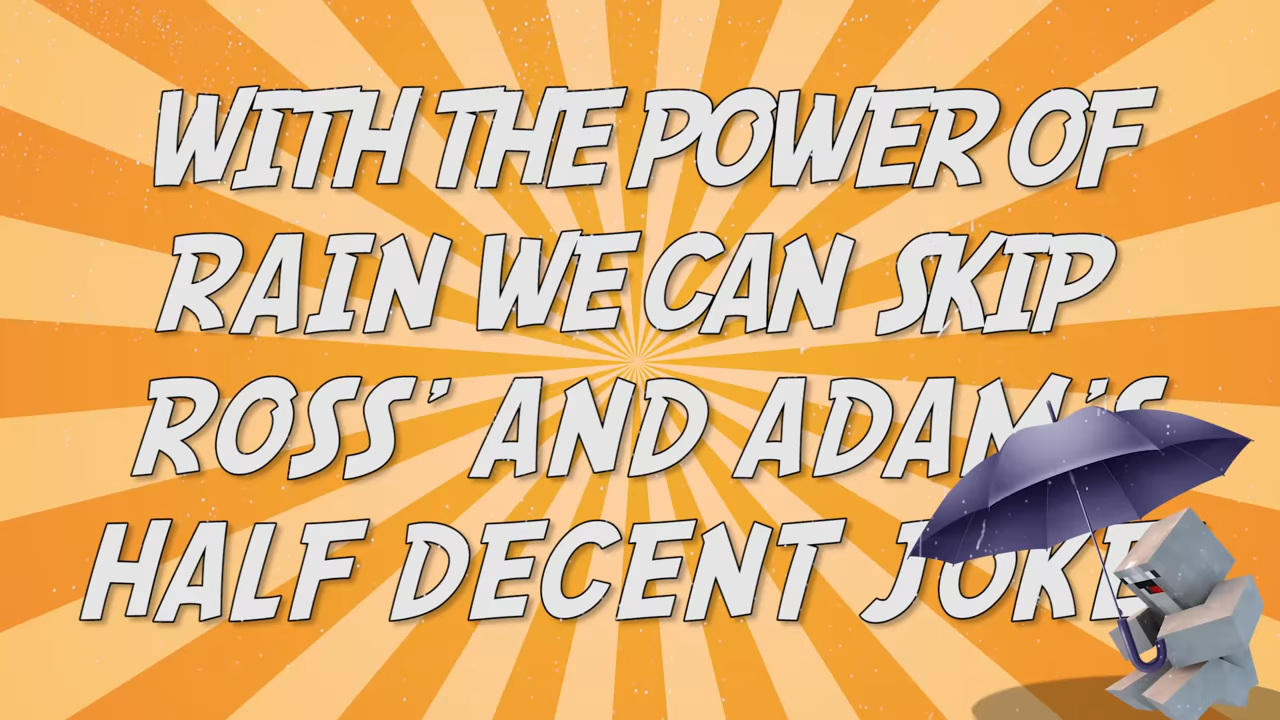 WITH THE POWER OF
RAIN WE CAN SKIP
ROSS' AND ADAM'S
HALF DECENT